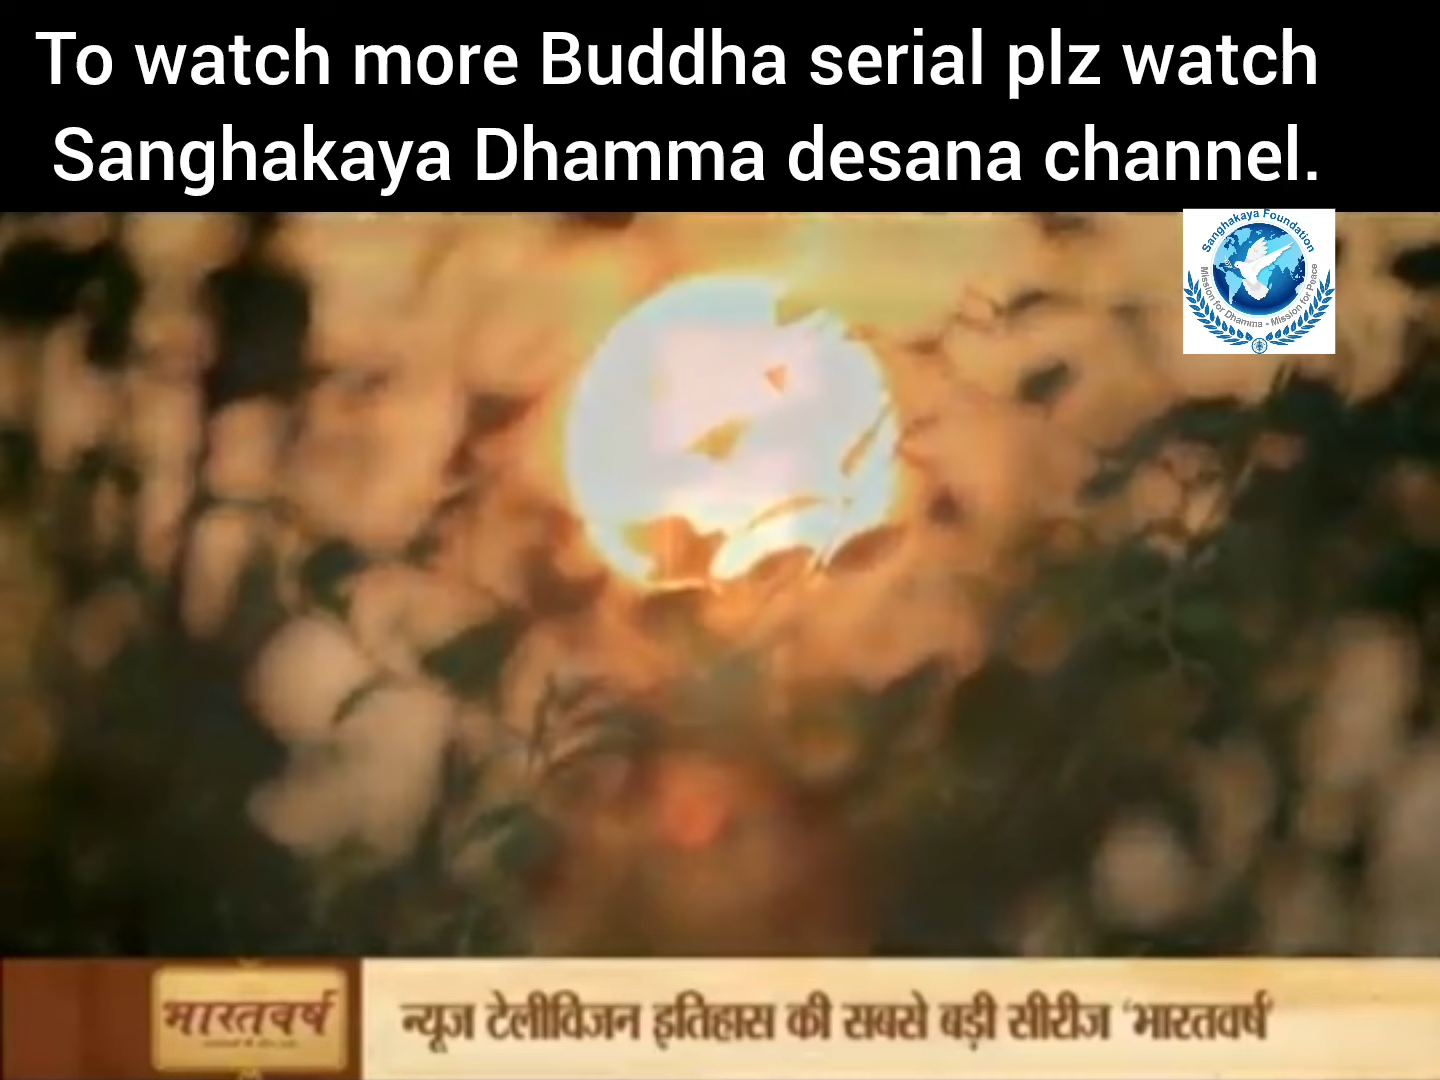 To watch more Buddha serial plz watch
Sanghakaya Dhamma desana channel.
Sanghakaya Foundation
Mission for Dhamma - Mission for Peace
भारतवर्ष
न्यूज टेलीविजन इतिहास की सबसे बड़ी सीरीज 'भारतवर्ष'